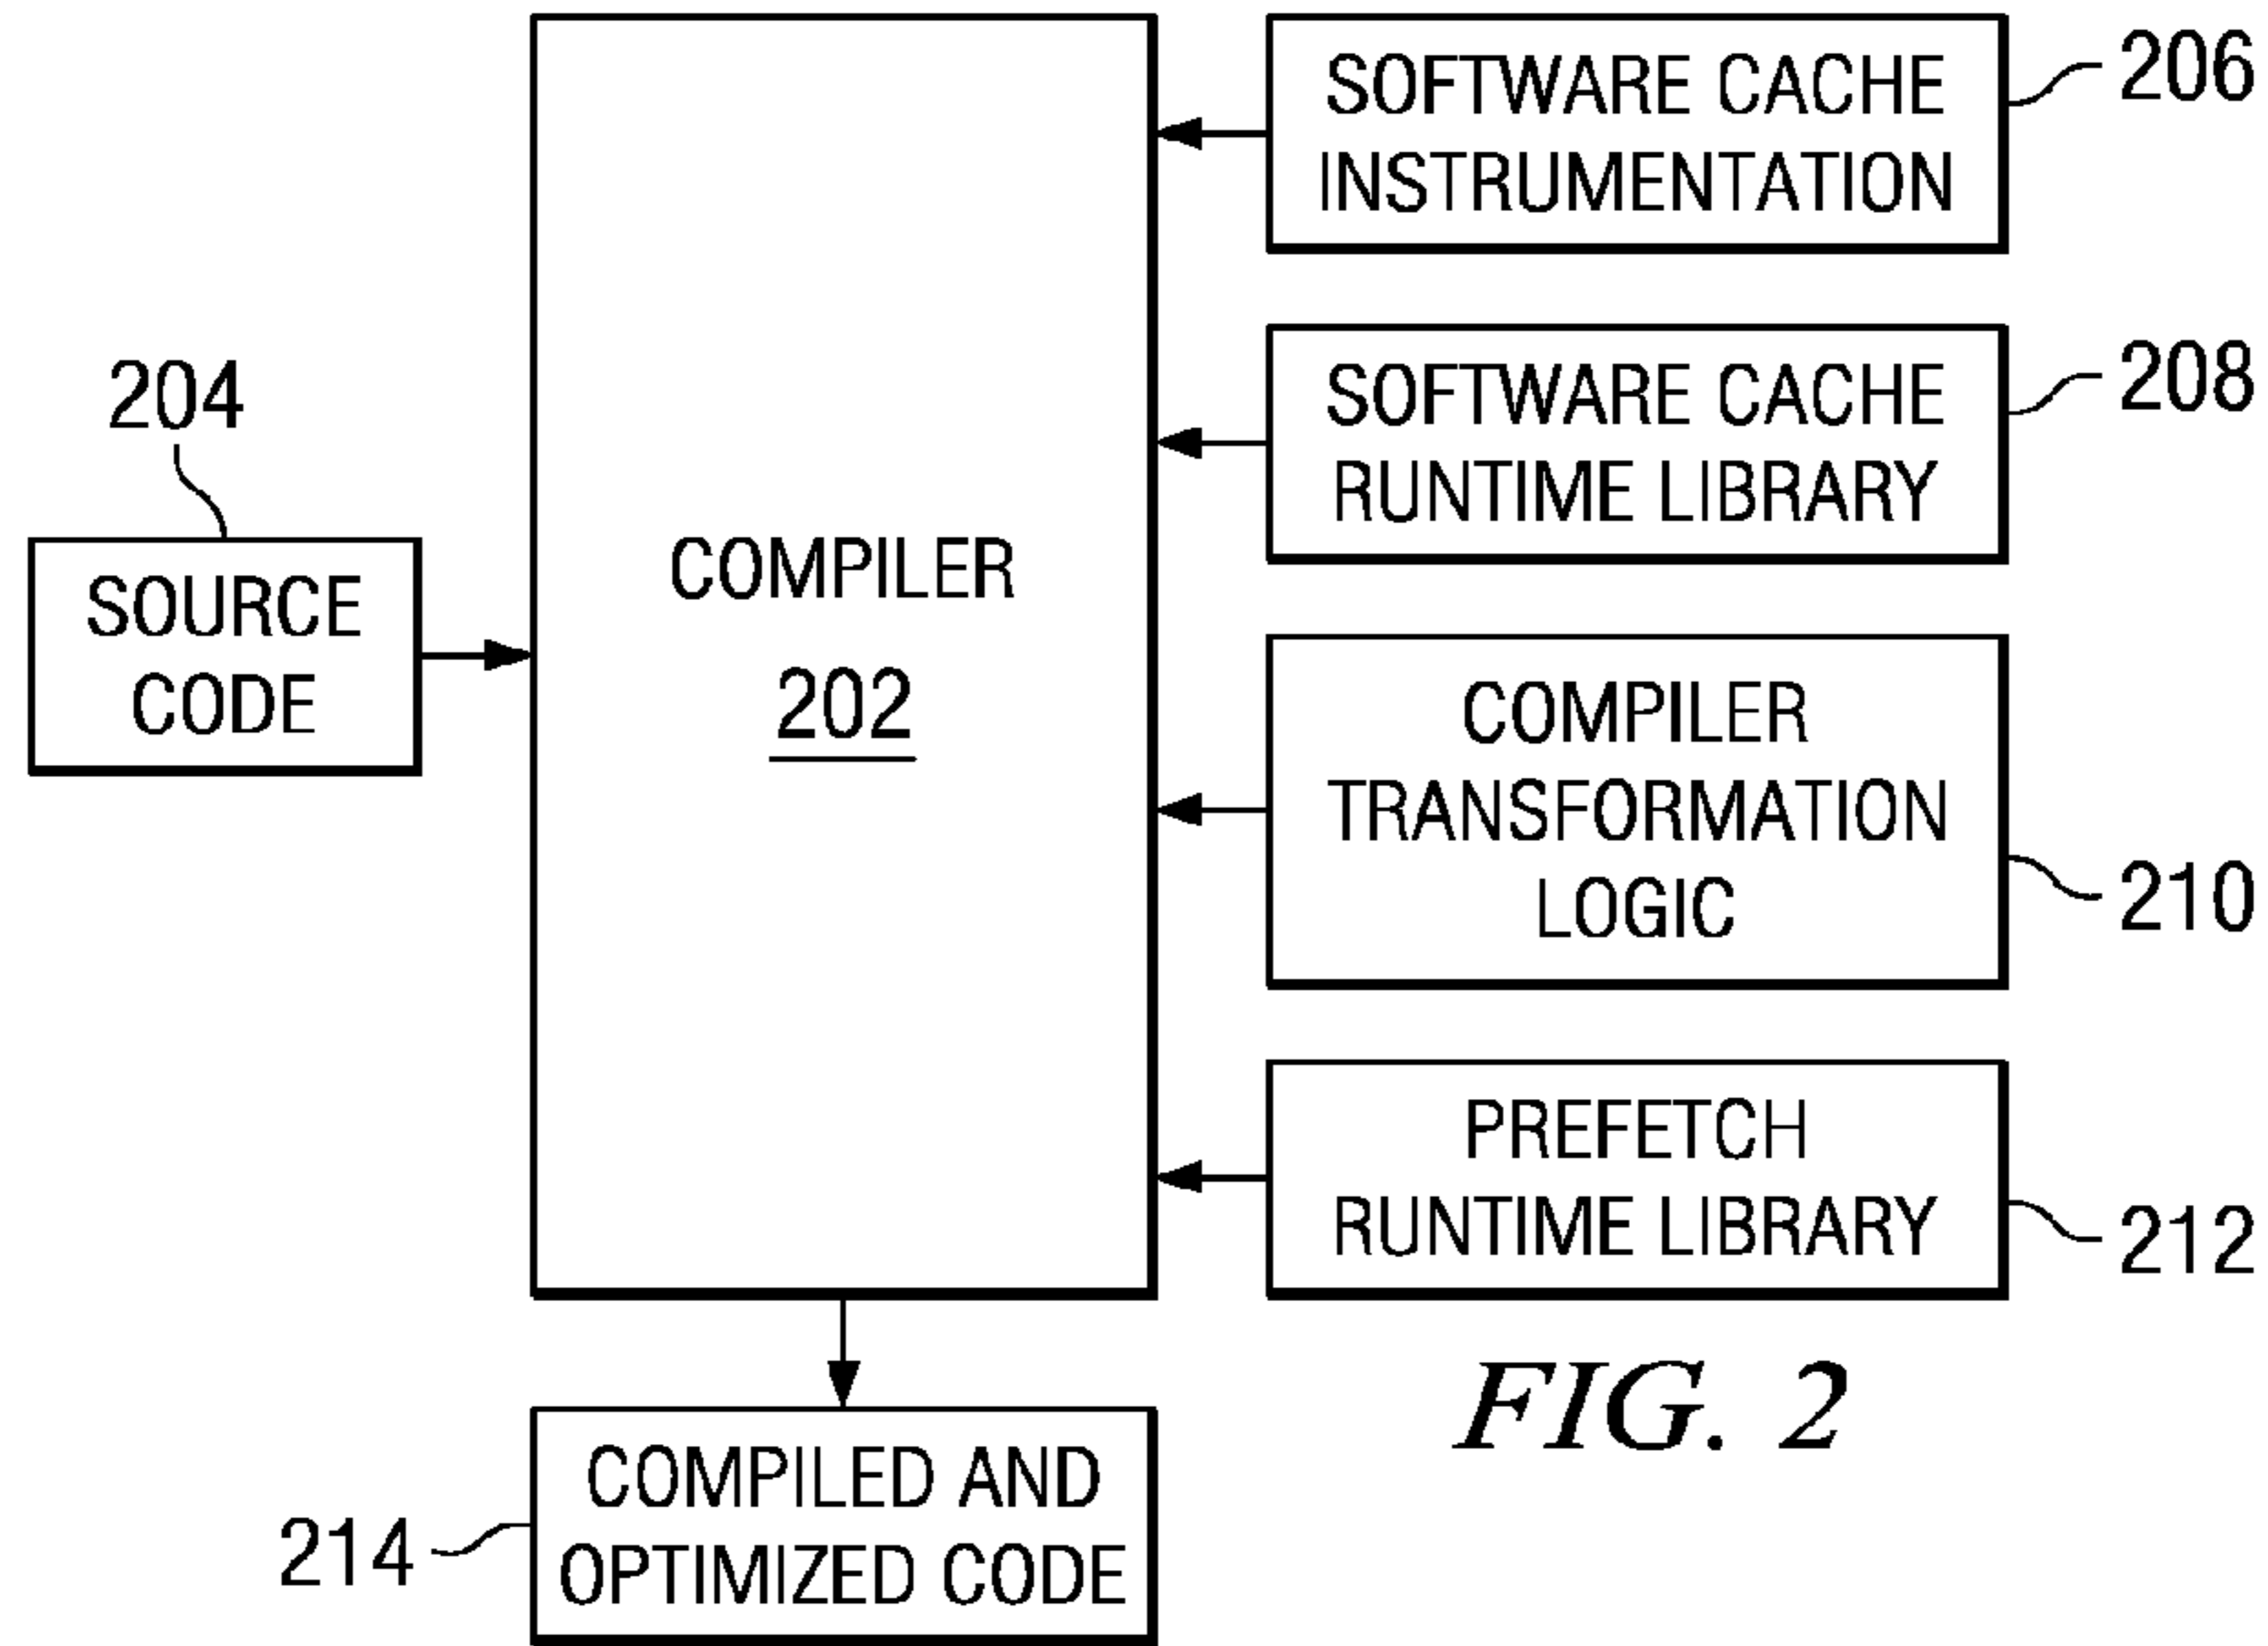 204
SOURCE
CODE
COMPILER
202
SOFTWARE CACHE
INSTRUMENTATION
206
SOFTWARE CACHE
RUNTIME LIBRARY
208
COMPILER
TRANSFORMATION
LOGIC
210
PREFETCH
RUNTIME LIBRARY
212
COMPILED AND
OPTIMIZED CODE
214
FIG. 2